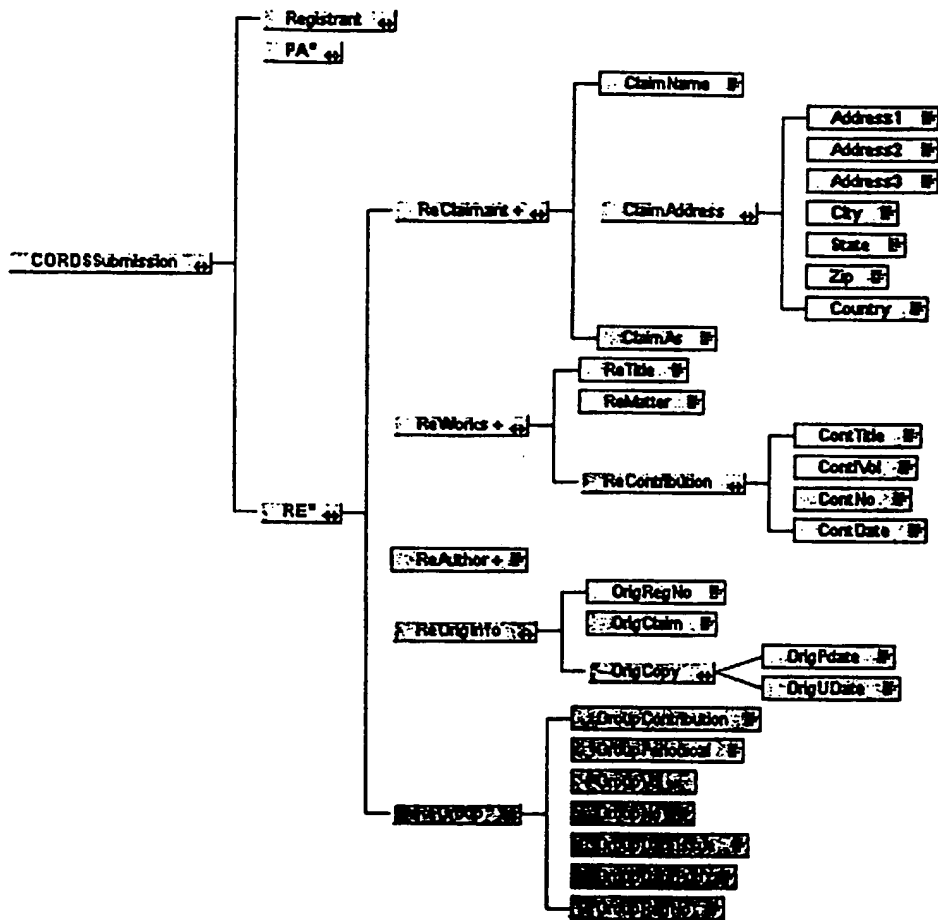 Registrant
PA*
ClaimName
Address1
Address2
Address3
ReClaimant +
ClaimAddress
City
State
CORDSSubmission
Zip
Country
ClaimAs
ReTitle
ReMatter
ReWorks +
ContTitle
ContVol
ReContribution
ContNo
RE*
ContDate
ReAuthor +
OrigRegNo
OrigClaim
ReOrigInfo
OrigCopy
OrigPdate
OrigUDate
GroupContribution
GroupPeriodical